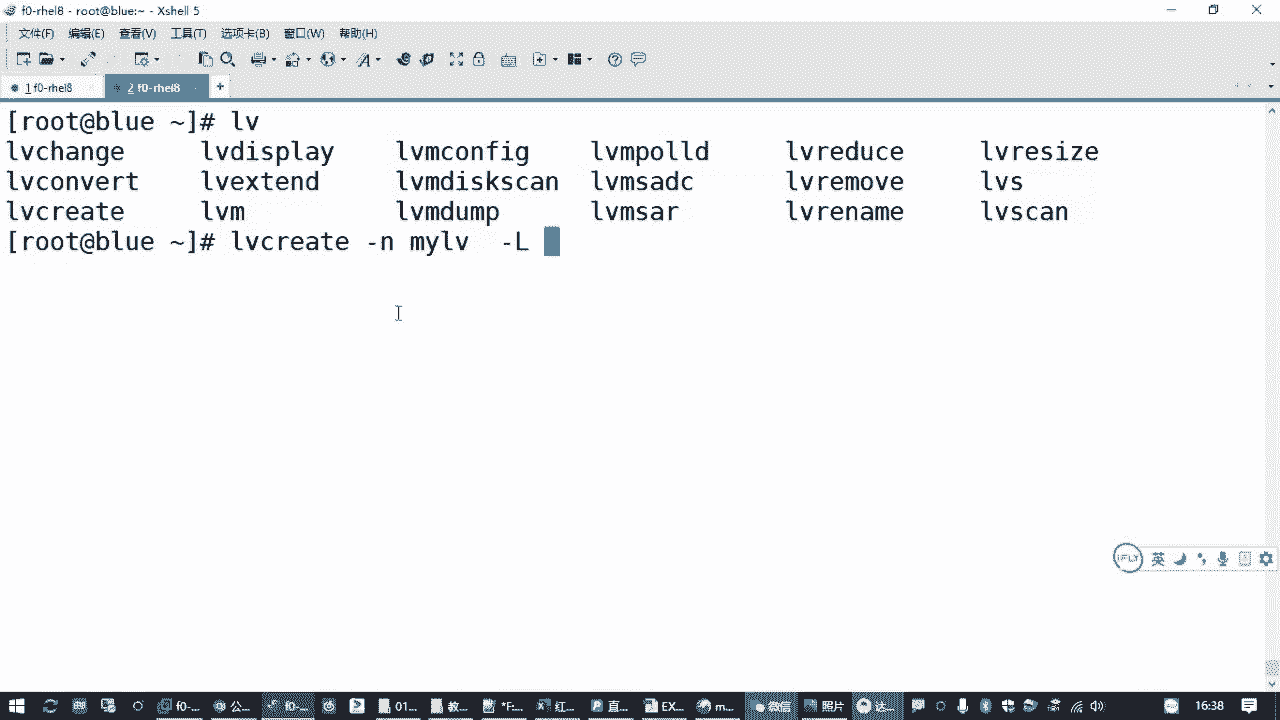 f0-rhel8 - root@blue:~ - Xshell 5
文件(F) 编辑(E) 查看(V) 工具(T) 选项卡(B) 窗口(W) 帮助(H)
1 f0-rhel8 2 f0-rhel8 +
[root@blue ~]# lv
lvchange lvdisplay lvmconfig lvmpolld lvreduce lvresize
lvconvert lvextend lvmdiskscan lvmsadc lvremove lvs
lvcreate lvm lvmdump lvmsar lvrename lvscan
[root@blue ~]# lvcreate -n mylv  -L
iFLY 英
f0-... 公... f0-... 01... 教... *F... 红... 直... EX... m... 微信 照片 达... 16:38